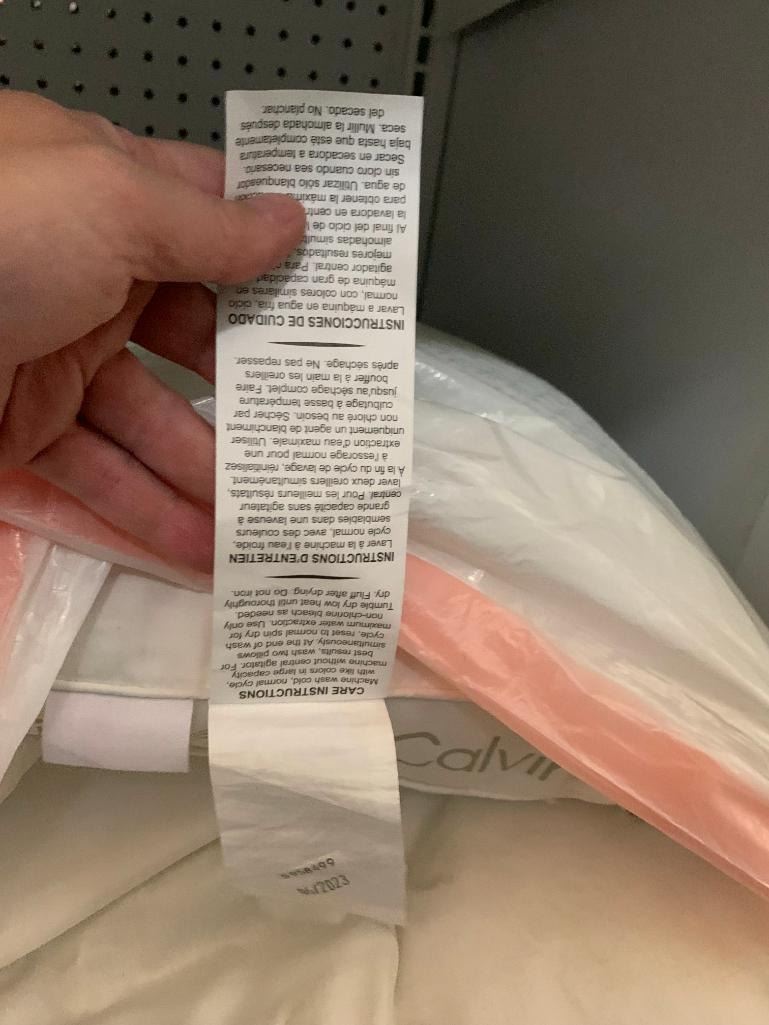 CARE INSTRUCTIONS
Machine wash cold, normal cycle,
with like colors in large capacity
machine without central agitator. For
best results, wash two pillows
simultaneously. At the end of wash
cycle, reset to normal spin dry for
maximum water extraction. Use only
non-chlorine bleach as needed.
Tumble dry low heat until thoroughly
dry. Fluff after drying. Do not iron.
INSTRUCTIONS D'ENTRETIEN
Laver à la machine à l'eau froide,
cycle normal, avec des couleurs
semblables dans une laveuse à
grande capacité sans agitateur
central. Pour les meilleurs résultats,
laver deux oreillers simultanément.
À la fin du cycle de lavage, réinitialisez
à l'essorage normal pour une
extraction d'eau maximale. Utiliser
uniquement un agent de blanchiment
non chloré au besoin. Sécher par
culbutage à basse température
jusqu'au séchage complet. Faire
bouffer à la main les oreillers
après séchage. Ne pas repasser.
INSTRUCCIONES DE CUIDADO
Lavar a máquina en agua fría, ciclo
normal, con colores similares en
máquina de gran capacidad
agitador central. Para
mejores resultados,
almohadas
Al final del ciclo de
la lavadora en
para obtener la
de agua. Utilizar sólo blanqueador
sin cloro cuando sea necesario.
Secar en secadora a temperatura
baja hasta que esté completamente
seca. Mullir la almohada después
del secado. No planchar.
Calvin
06/2023